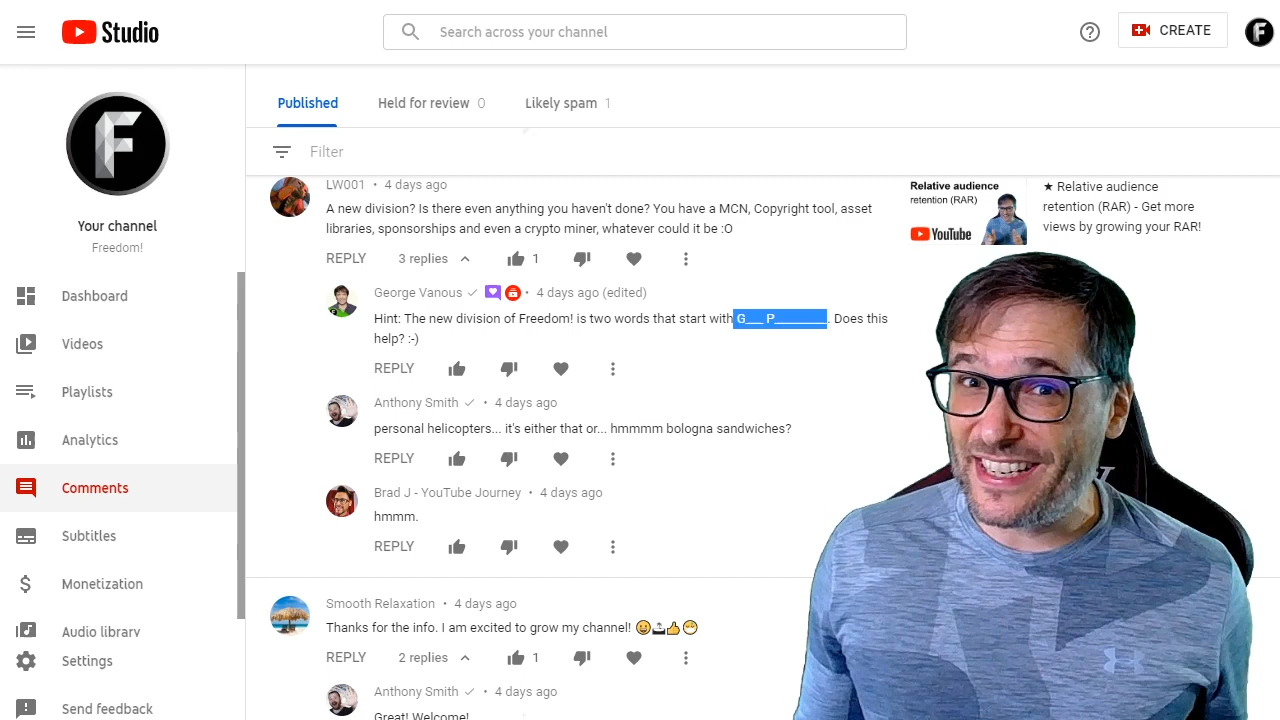 Studio
Search across your channel
CREATE
F
F
Your channel
Freedom!
Dashboard
Videos
Playlists
Analytics
Comments
Subtitles
Monetization
Audio library
Settings
Send feedback
Published
Held for review 0
Likely spam 1
Filter
LW001 • 4 days ago
A new division? Is there even anything you haven't done? You have a MCN, Copyright tool, asset
libraries, sponsorships and even a crypto miner, whatever could it be :O
REPLY 3 replies 1
George Vanous • 4 days ago (edited)
Hint: The new division of Freedom! is two words that start with G___ P_________. Does this
help? :-)
REPLY
Anthony Smith • 4 days ago
personal helicopters... it's either that or... hmmmm bologna sandwiches?
REPLY
Brad J - YouTube Journey • 4 days ago
hmmm.
REPLY
Smooth Relaxation • 4 days ago
Thanks for the info. I am excited to grow my channel! 😃🛳👍😁
REPLY 2 replies 1
Anthony Smith • 4 days ago
Great! Welcome!
Relative audience
retention (RAR)
YouTube
★ Relative audience
retention (RAR) - Get more
views by growing your RAR!